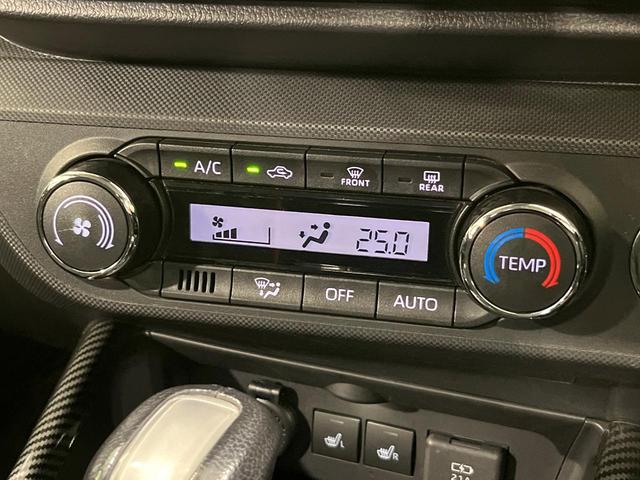 A/C
FRONT
REAR
25.0
TEMP
OFF
AUTO
L
R
2.1A